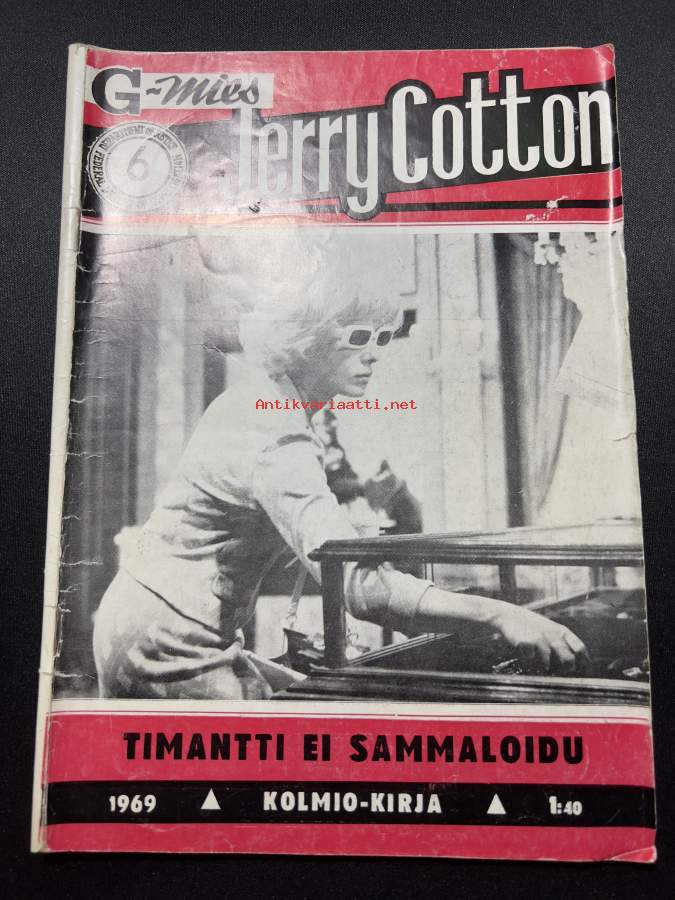 G-mies
Jerry Cotton
6
Antikvariaatti.net
TIMANTTI EI SAMMALOIDU
1969 ▲ KOLMIO-KIRJA ▲ 1:40